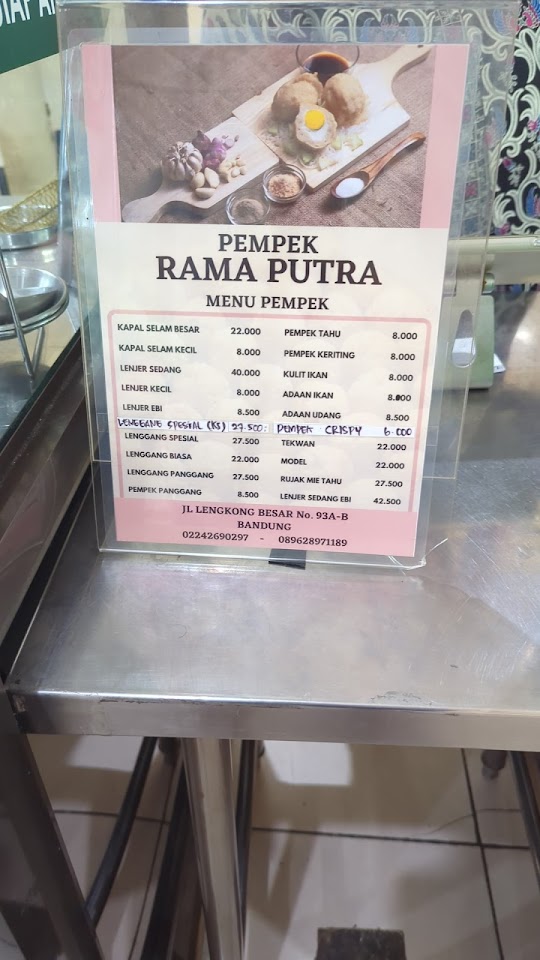 PEMPEK
RAMA PUTRA
MENU PEMPEK
KAPAL SELAM BESAR 22.000
KAPAL SELAM KECIL 8.000
LENJER SEDANG 40.000
LENJER KECIL 8.000
LENJER EBI 8.500
LENGGANG SPESIAL (KS) 27.500
LENGGANG SPESIAL 27.500
LENGGANG BIASA 22.000
LENGGANG PANGGANG 27.500
PEMPEK PANGGANG 8.500
PEMPEK TAHU 8.000
PEMPEK KERITING 8.000
KULIT IKAN 8.000
ADAAN IKAN 8.000
ADAAN UDANG 8.500
PEMPEK CRISPY 6.000
TEKWAN 22.000
MODEL 22.000
RUJAK MIE TAHU 27.500
LENJER SEDANG EBI 42.500
JL LENGKONG BESAR No. 93A-B
BANDUNG
02242690297 - 089628971189